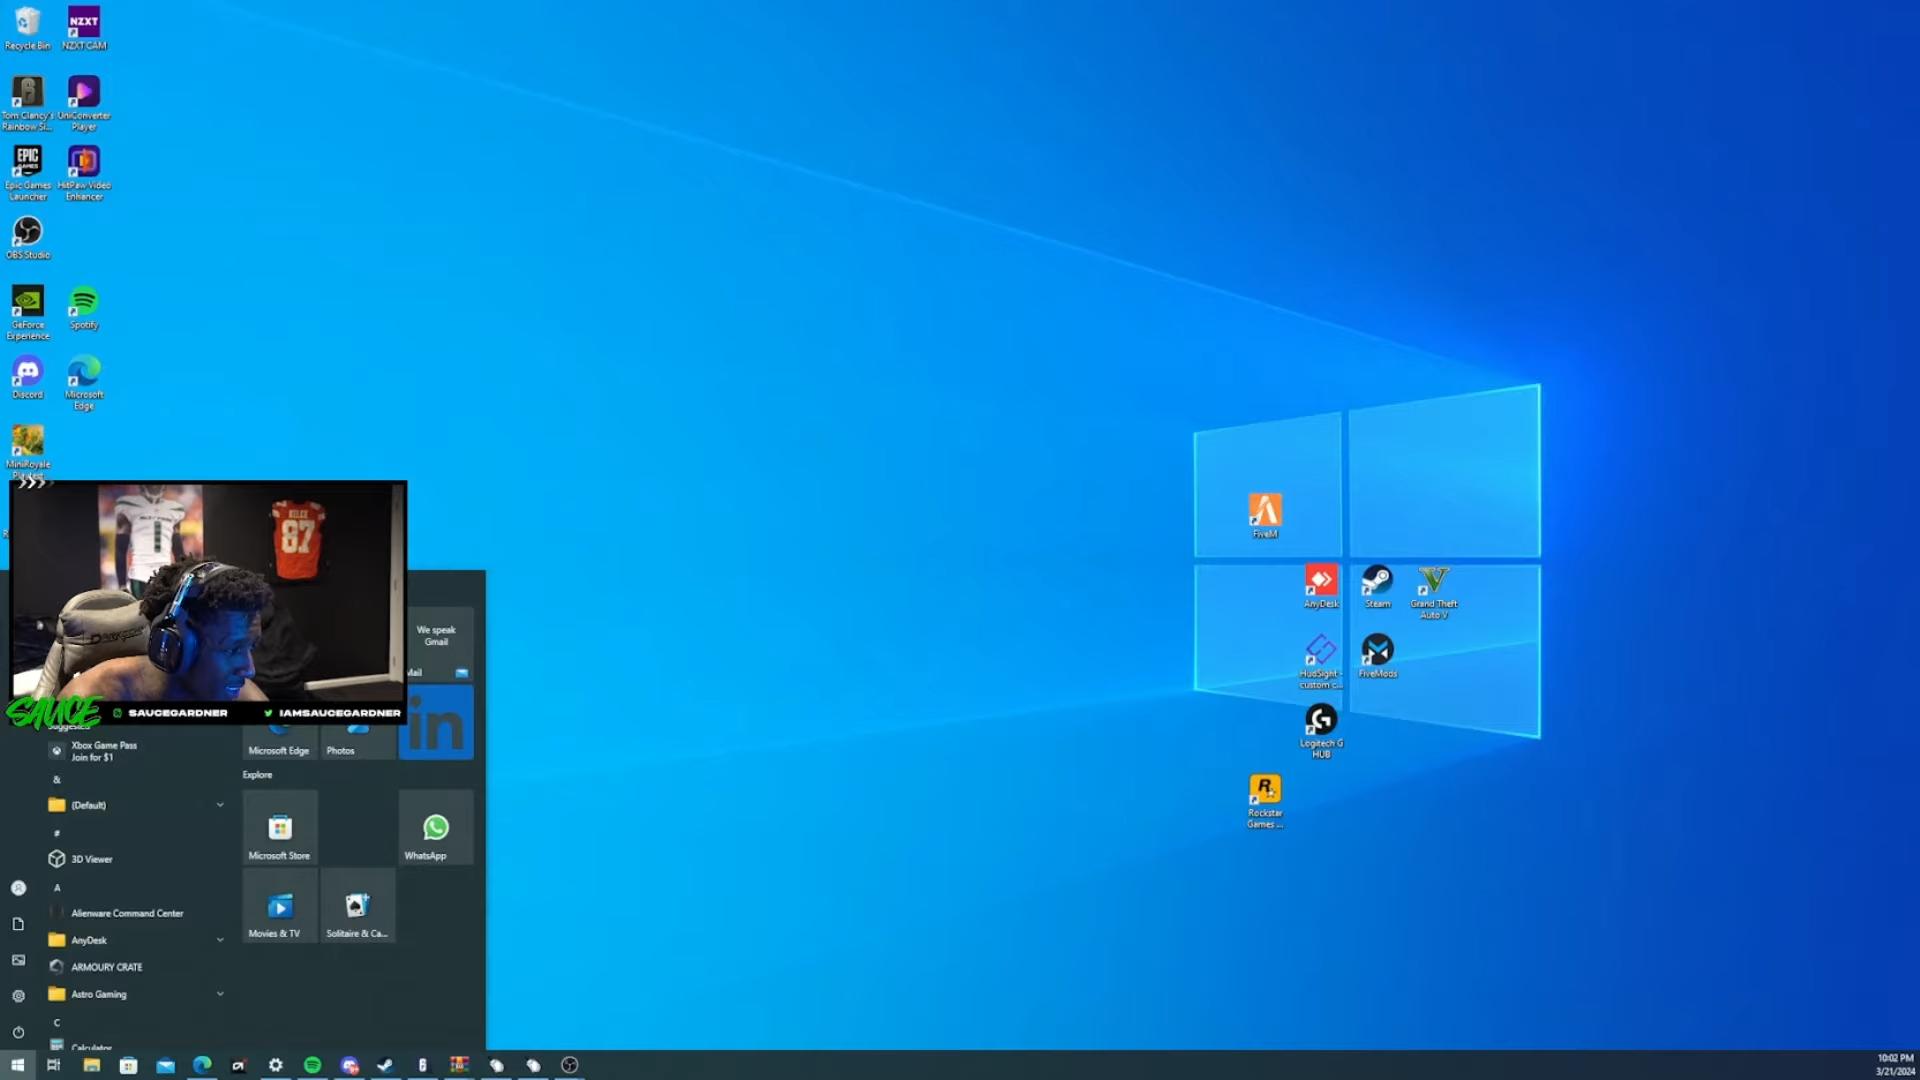 Recycle Bin
NZXT
NZXT CAM
Tom Clancy's
Rainbow Si...
UniConverter
Player
EPIC
GAMES
Epic Games
Launcher
HitPaw Video
Enhancer
OBS Studio
GeForce
Experience
Spotify
Discord
Microsoft
Edge
MiniRoyale
1
KELCE
87
SAUCE
SAUCEGARDNER
IAMSAUCEGARDNER
We speak
Gmail
Mail
in
Suggested
Xbox Game Pass
Join for $1
&
(Default)
#
3D Viewer
A
Alienware Command Center
AnyDesk
ARMOURY CRATE
Astro Gaming
C
Calculator
Microsoft Edge
Photos
Explore
Microsoft Store
WhatsApp
Movies & TV
Solitaire & Ca...
FiveM
AnyDesk
Steam
Grand Theft
Auto V
HudSight -
custom c...
FiveMods
Logitech G
HUB
Rockstar
Games ...
10:02 PM
3/21/2024